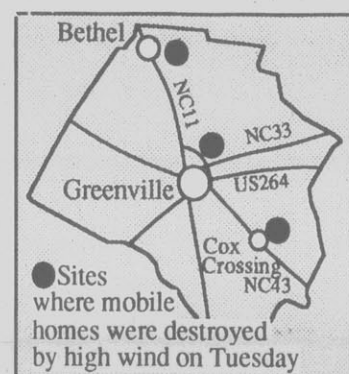 Bethel
NC11
NC33
Greenville
US264
Cox
Crossing
NC43
Sites
where mobile
homes were destroyed
by high wind on Tuesday